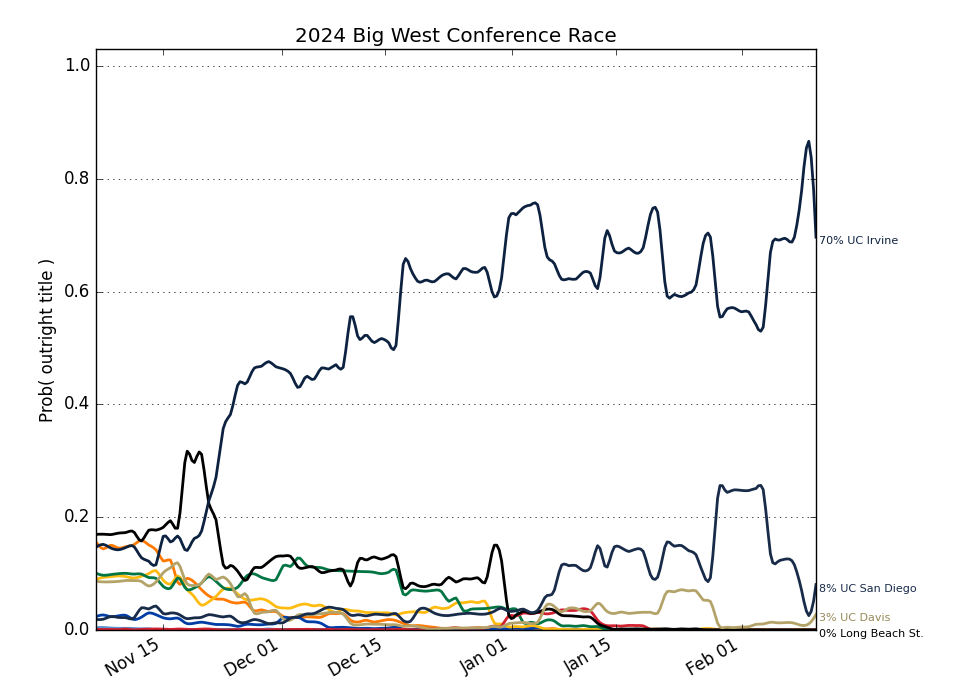 2024 Big West Conference Race
Prob( outright title )
1.0
0.8
0.6
0.4
0.2
0.0
Nov 15
Dec 01
Dec 15
Jan 01
Jan 15
Feb 01
70% UC Irvine
8% UC San Diego
3% UC Davis
0% Long Beach St.